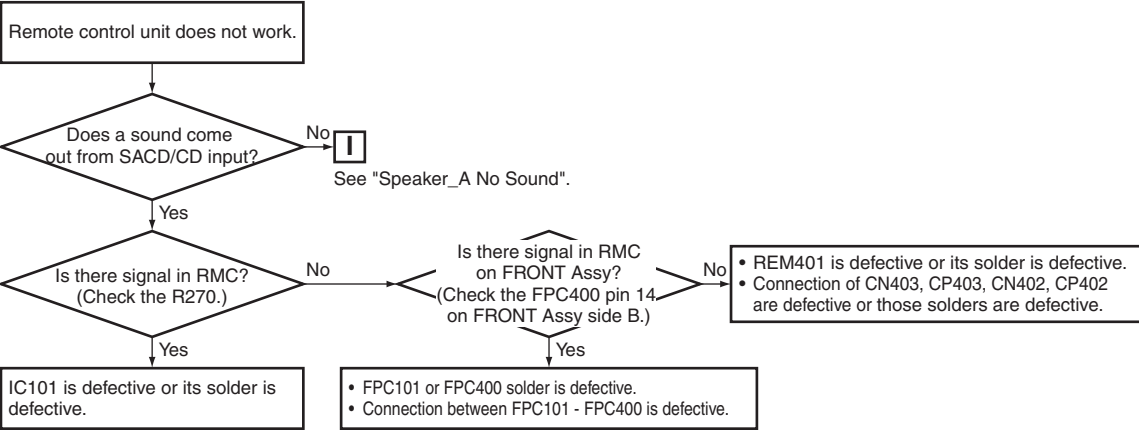 Remote control unit does not work.
Does a sound come
out from SACD/CD input?
No
I
See "Speaker_A No Sound".
Yes
Is there signal in RMC?
(Check the R270.)
No
Is there signal in RMC
on FRONT Assy?
(Check the FPC400 pin 14
on FRONT Assy side B.)
No
• REM401 is defective or its solder is defective.
• Connection of CN403, CP403, CN402, CP402
are defective or those solders are defective.
Yes
IC101 is defective or its solder is
defective.
Yes
• FPC101 or FPC400 solder is defective.
• Connection between FPC101 - FPC400 is defective.